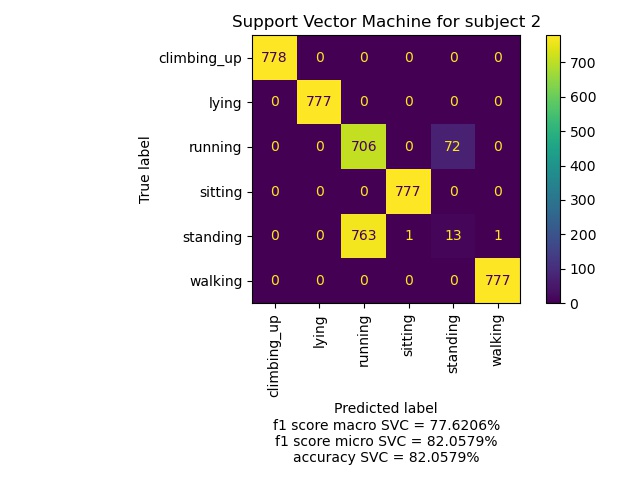 Support Vector Machine for subject 2
climbing_up 778 0 0 0 0 0
lying 0 777 0 0 0 0
running 0 0 706 0 72 0
sitting 0 0 0 777 0 0
standing 0 0 763 1 13 1
walking 0 0 0 0 0 777
True label
climbing_up lying running sitting standing walking
Predicted label
f1 score macro SVC = 77.6206%
f1 score micro SVC = 82.0579%
accuracy SVC = 82.0579%
700
600
500
400
300
200
100
0